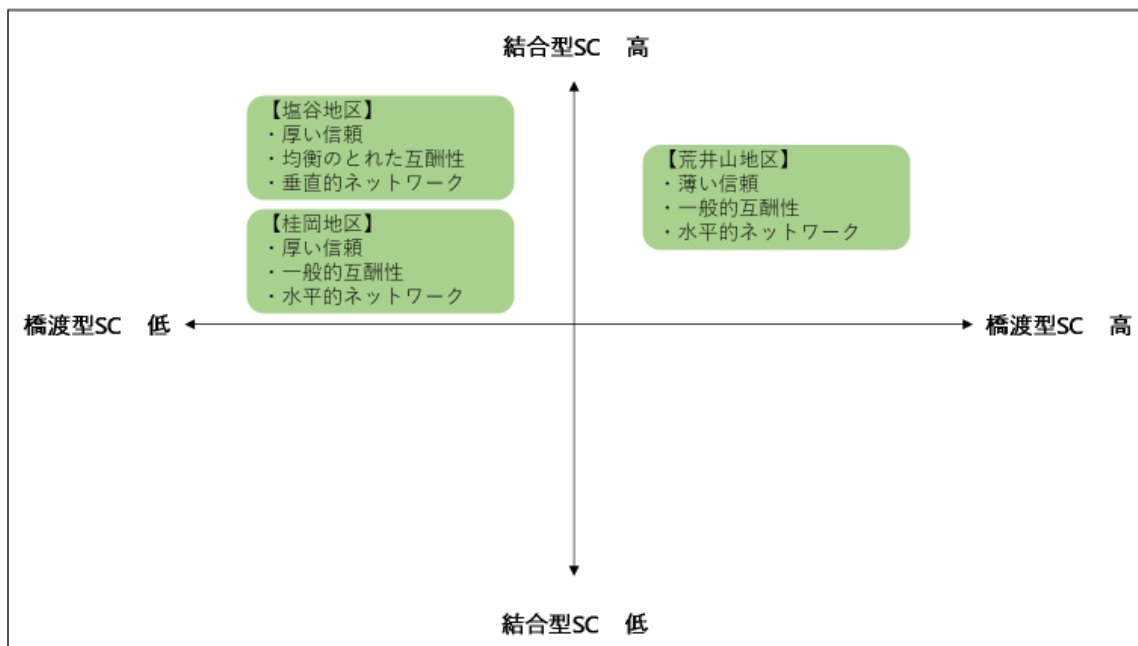 結合型SC 高
【塩谷地区】
・厚い信頼
・均衡のとれた互酬性
・垂直的ネットワーク
【荒井山地区】
・薄い信頼
・一般的互酬性
・水平的ネットワーク
【桂岡地区】
・厚い信頼
・一般的互酬性
・水平的ネットワーク
橋渡型SC 低
橋渡型SC 高
結合型SC 低